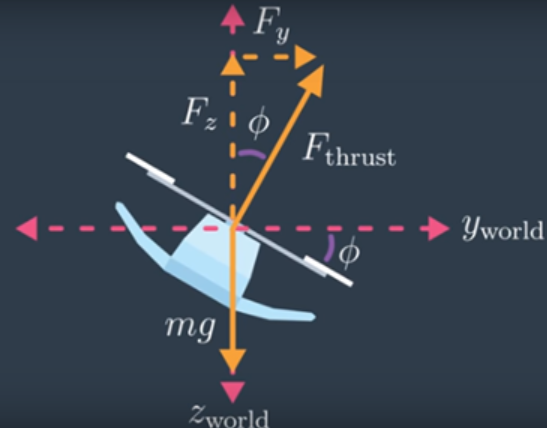 F_y
F_z
ϕ
F_thrust
y_world
ϕ
mg
z_world